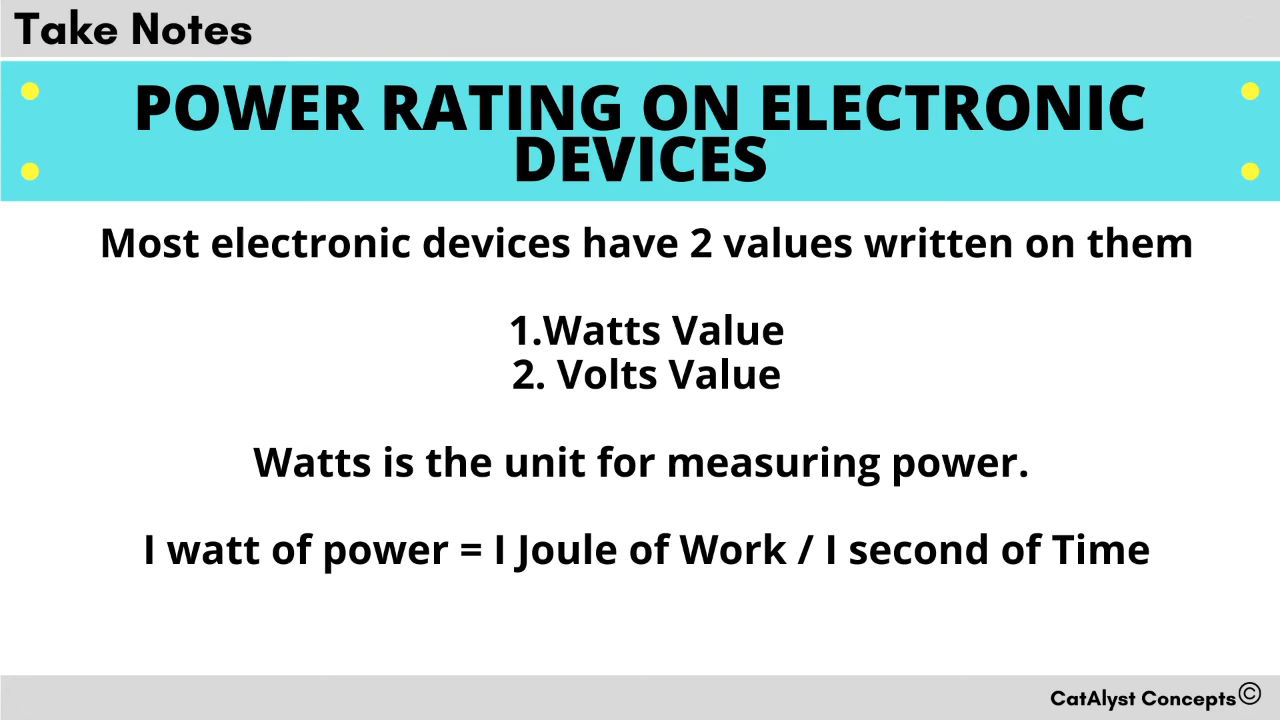 Take Notes
POWER RATING ON ELECTRONIC
DEVICES
Most electronic devices have 2 values written on them
1.Watts Value
2. Volts Value
Watts is the unit for measuring power.
I watt of power = I Joule of Work / I second of Time
CatAlyst Concepts©